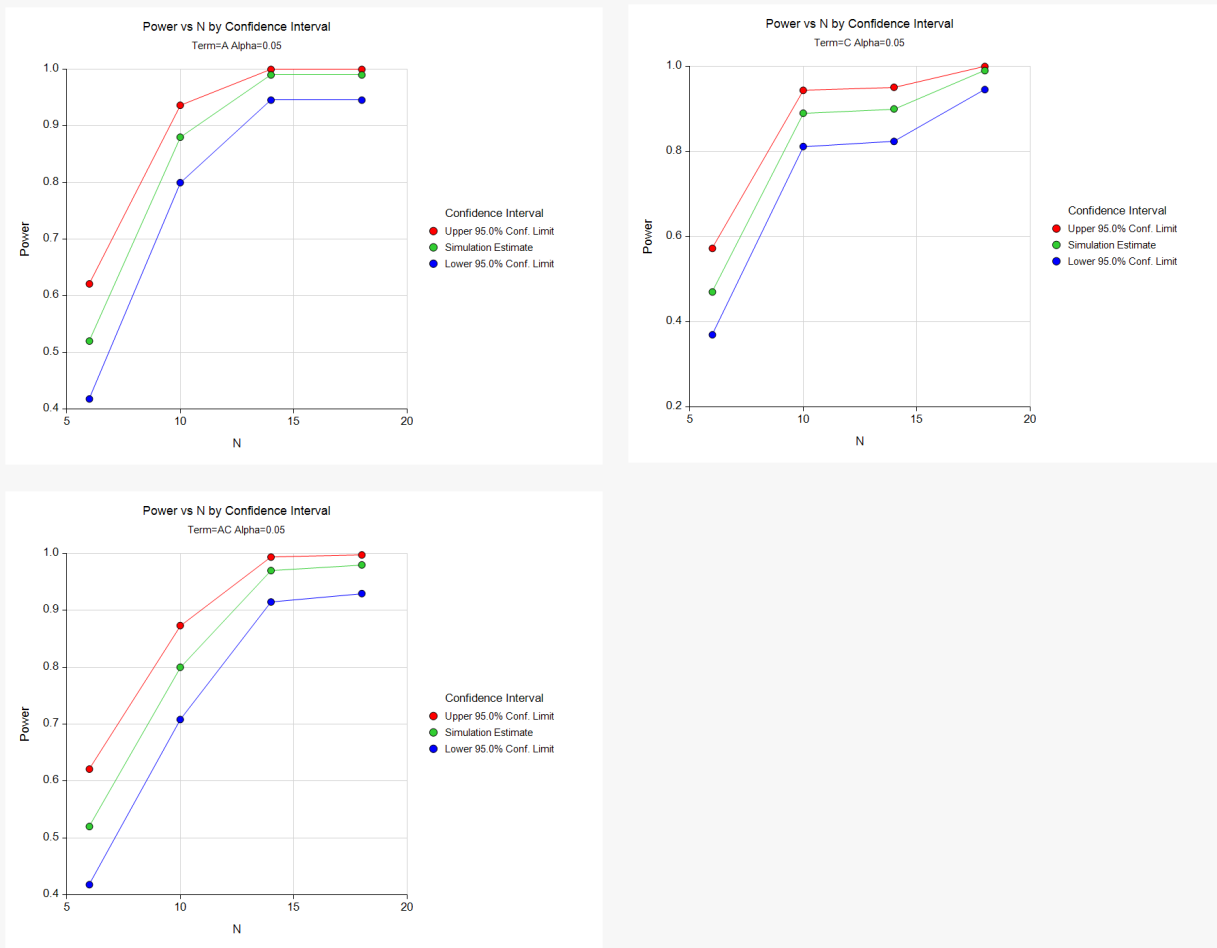 Power vs N by Confidence Interval
Term=A Alpha=0.05
1.0
0.9
0.8
0.7
0.6
0.5
0.4
Power
5 10 15 20
N
Confidence Interval
Upper 95.0% Conf. Limit
Simulation Estimate
Lower 95.0% Conf. Limit
Power vs N by Confidence Interval
Term=C Alpha=0.05
1.0
0.8
0.6
0.4
0.2
Power
5 10 15 20
N
Confidence Interval
Upper 95.0% Conf. Limit
Simulation Estimate
Lower 95.0% Conf. Limit
Power vs N by Confidence Interval
Term=AC Alpha=0.05
1.0
0.9
0.8
0.7
0.6
0.5
0.4
Power
5 10 15 20
N
Confidence Interval
Upper 95.0% Conf. Limit
Simulation Estimate
Lower 95.0% Conf. Limit